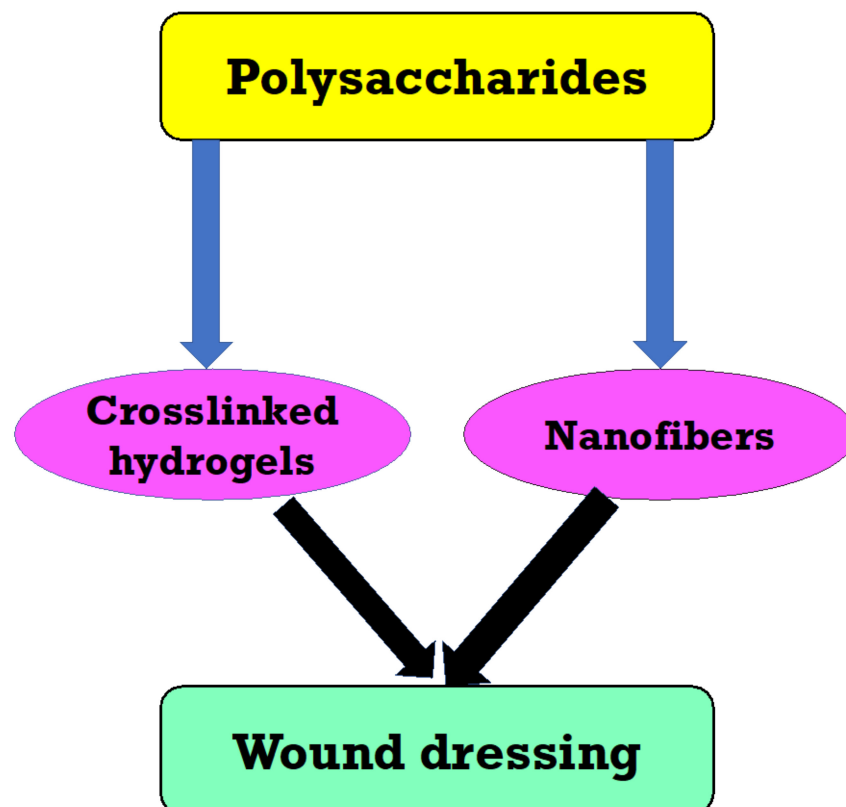 Polysaccharides
Crosslinked
hydrogels
Nanofibers
Wound dressing